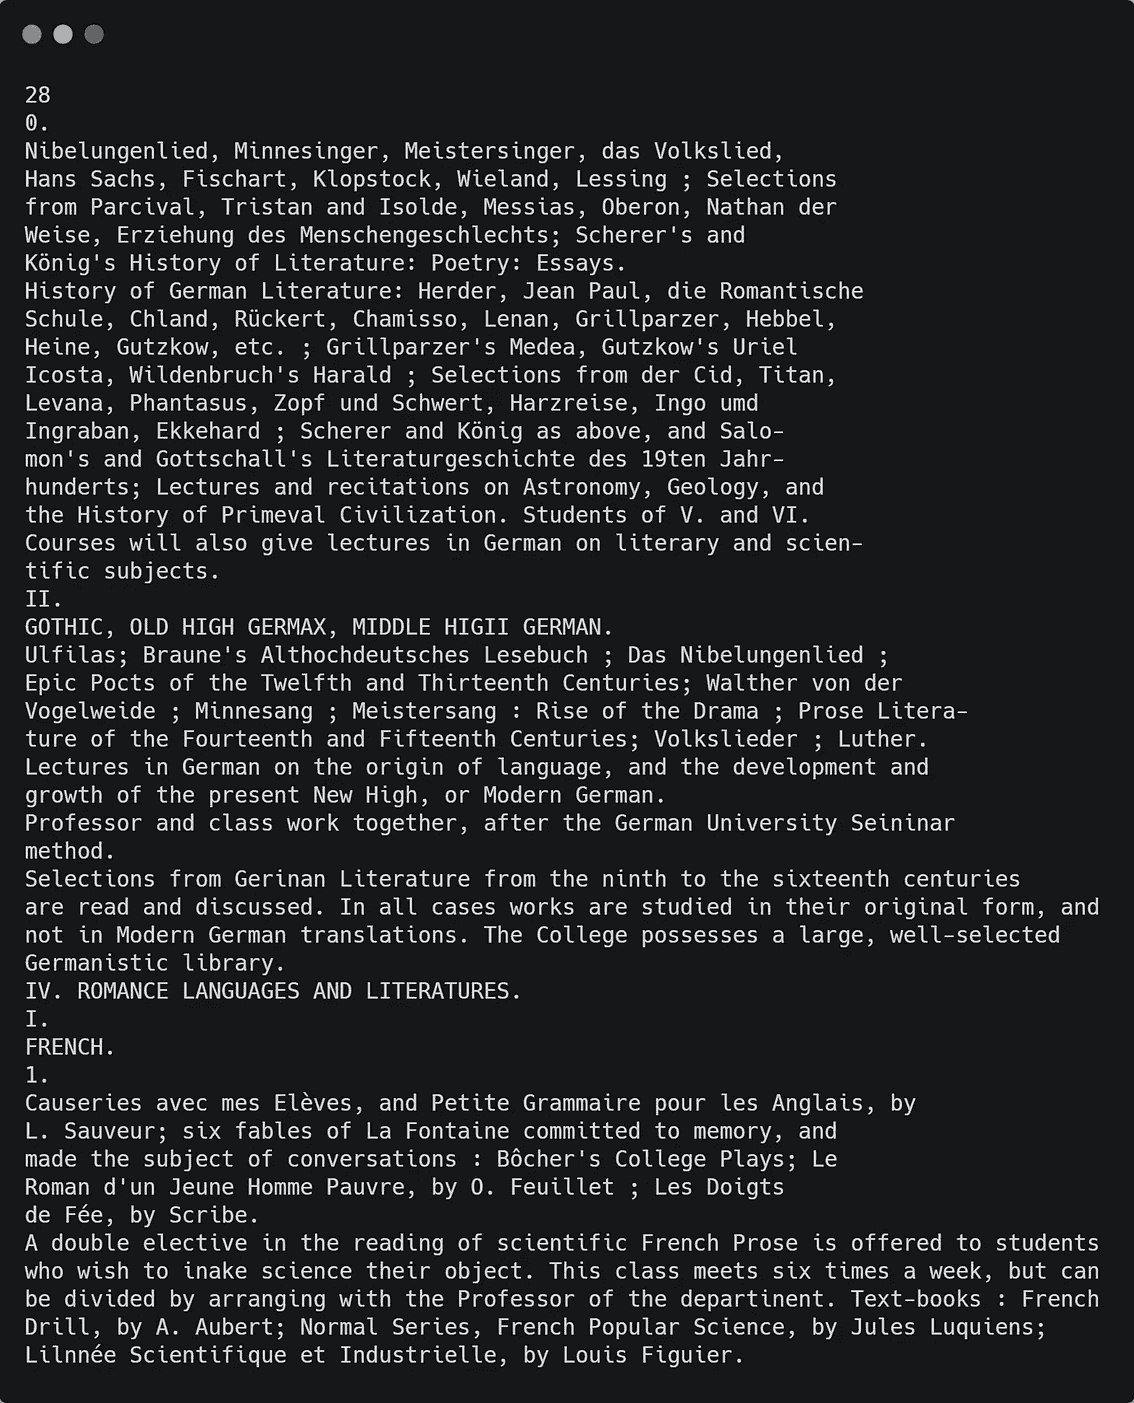 28
0.
Nibelungenlied, Minnesinger, Meistersinger, das Volkslied,
Hans Sachs, Fischart, Klopstock, Wieland, Lessing ; Selections
from Parcival, Tristan and Isolde, Messias, Oberon, Nathan der
Weise, Erziehung des Menschengeschlechts; Scherer's and
König's History of Literature: Poetry: Essays.
History of German Literature: Herder, Jean Paul, die Romantische
Schule, Chland, Rückert, Chamisso, Lenan, Grillparzer, Hebbel,
Heine, Gutzkow, etc. ; Grillparzer's Medea, Gutzkow's Uriel
Icosta, Wildenbruch's Harald ; Selections from der Cid, Titan,
Levana, Phantasus, Zopf und Schwert, Harzreise, Ingo umd
Ingraban, Ekkehard ; Scherer and König as above, and Salo-
mon's and Gottschall's Literaturgeschichte des 19ten Jahr-
hunderts; Lectures and recitations on Astronomy, Geology, and
the History of Primeval Civilization. Students of V. and VI.
Courses will also give lectures in German on literary and scien-
tific subjects.
II.
GOTHIC, OLD HIGH GERMAX, MIDDLE HIGII GERMAN.
Ulfilas; Braune's Althochdeutsches Lesebuch ; Das Nibelungenlied ;
Epic Pocts of the Twelfth and Thirteenth Centuries; Walther von der
Vogelweide ; Minnesang ; Meistersang : Rise of the Drama ; Prose Litera-
ture of the Fourteenth and Fifteenth Centuries; Volkslieder ; Luther.
Lectures in German on the origin of language, and the development and
growth of the present New High, or Modern German.
Professor and class work together, after the German University Seininar
method.
Selections from Gerinan Literature from the ninth to the sixteenth centuries
are read and discussed. In all cases works are studied in their original form, and
not in Modern German translations. The College possesses a large, well-selected
Germanistic library.
IV. ROMANCE LANGUAGES AND LITERATURES.
I.
FRENCH.
1.
Causeries avec mes Elèves, and Petite Grammaire pour les Anglais, by
L. Sauveur; six fables of La Fontaine committed to memory, and
made the subject of conversations : Bôcher's College Plays; Le
Roman d'un Jeune Homme Pauvre, by O. Feuillet ; Les Doigts
de Fée, by Scribe.
A double elective in the reading of scientific French Prose is offered to students
who wish to inake science their object. This class meets six times a week, but can
be divided by arranging with the Professor of the departinent. Text-books : French
Drill, by A. Aubert; Normal Series, French Popular Science, by Jules Luquiens;
Lilnnée Scientifique et Industrielle, by Louis Figuier.